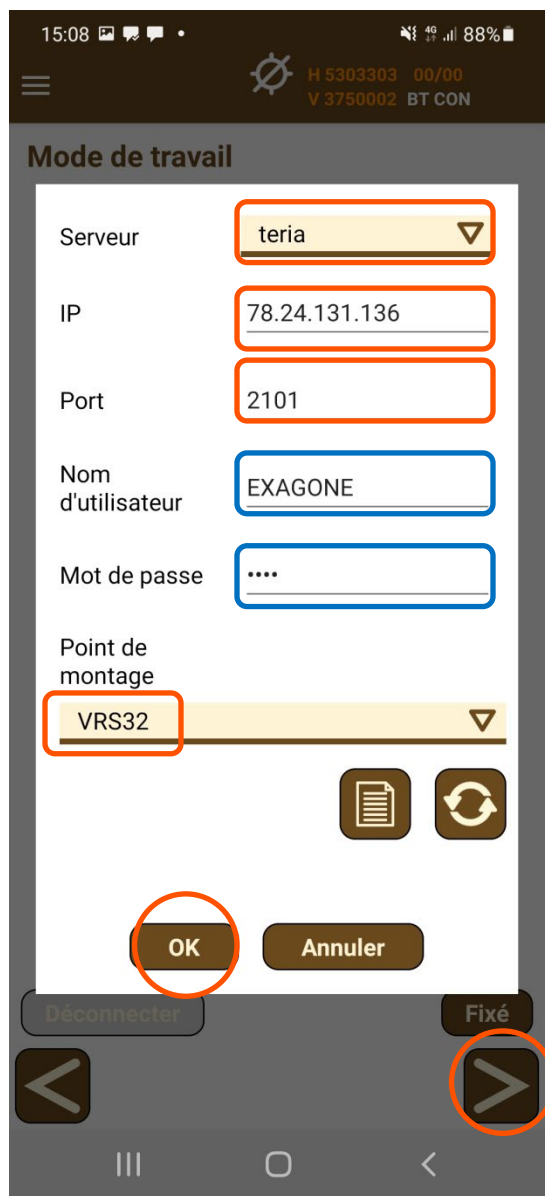 15:08 • 4G 88%
H 5303303 00/00
V 3750002 BT CON
Mode de travail
Serveur teria
IP 78.24.131.136
Port 2101
Nom
d'utilisateur EXAGONE
Mot de passe ••••
Point de
montage
VRS32
OK Annuler
Déconnecter Fixé